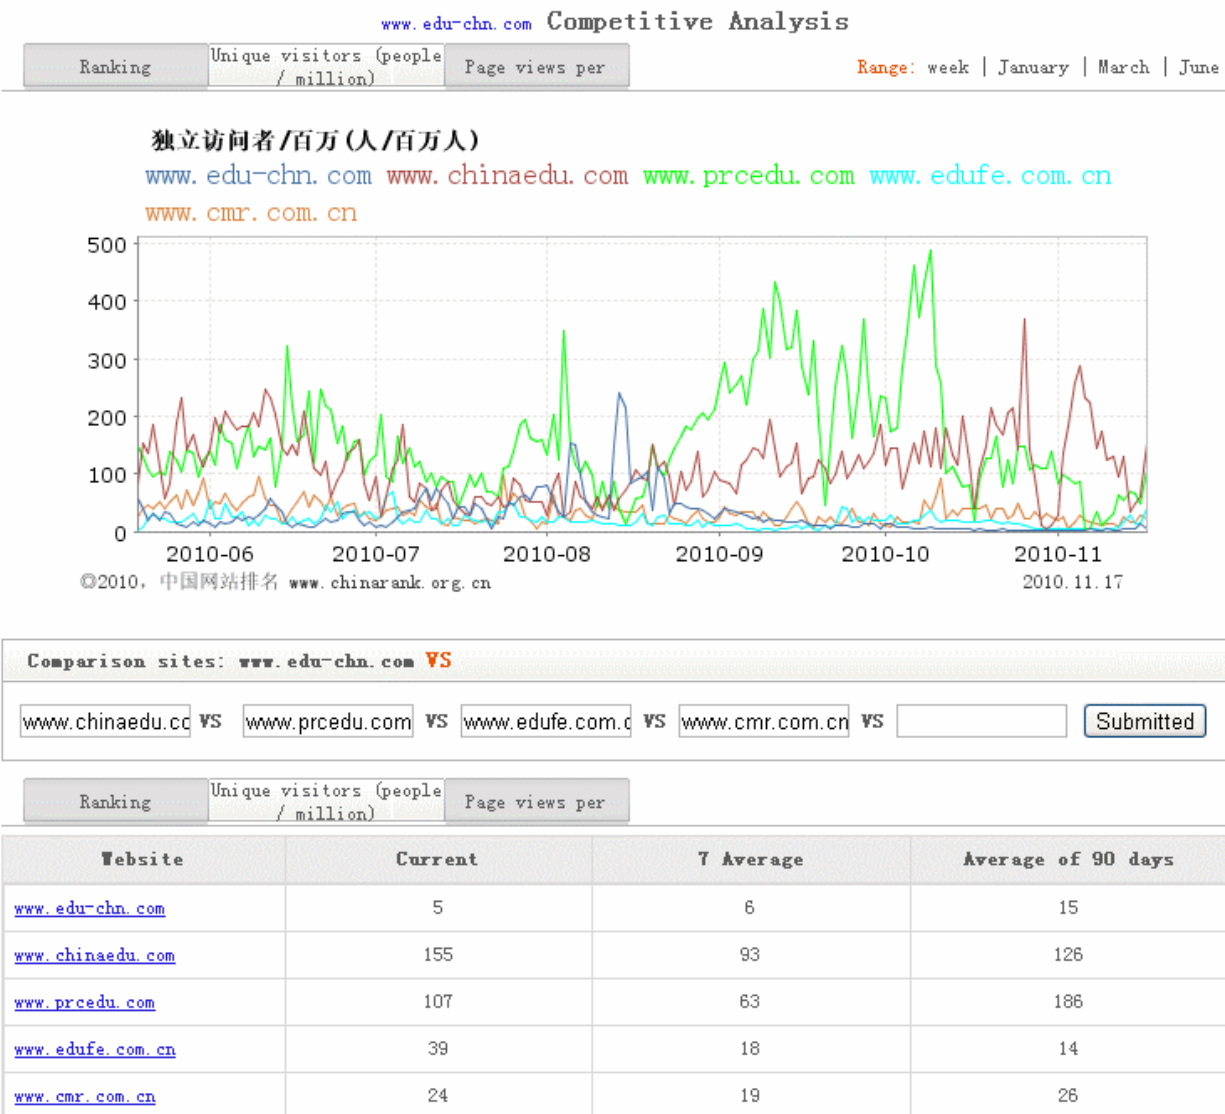 www.edu-chn.com Competitive Analysis
Ranking
Unique visitors (people
/ million)
Page views per
Range: week | January | March | June
独立访问者/百万(人/百万人)
www.edu-chn.com www.chinaedu.com www.prcedu.com www.edufe.com.cn
www.cmr.com.cn
500
400
300
200
100
0
2010-06 2010-07 2010-08 2010-09 2010-10 2010-11
©2010, 中国网站排名 www.chinarank.org.cn 2010.11.17
Comparison sites: www.edu-chn.com VS
www.chinaedu.cc VS www.prcedu.com VS www.edufe.com.c VS www.cmr.com.cn VS Submitted
Ranking
Unique visitors (people
/ million)
Page views per
Website Current 7 Average Average of 90 days
www.edu-chn.com 5 6 15
www.chinaedu.com 155 93 126
www.prcedu.com 107 63 186
www.edufe.com.cn 39 18 14
www.cmr.com.cn 24 19 26